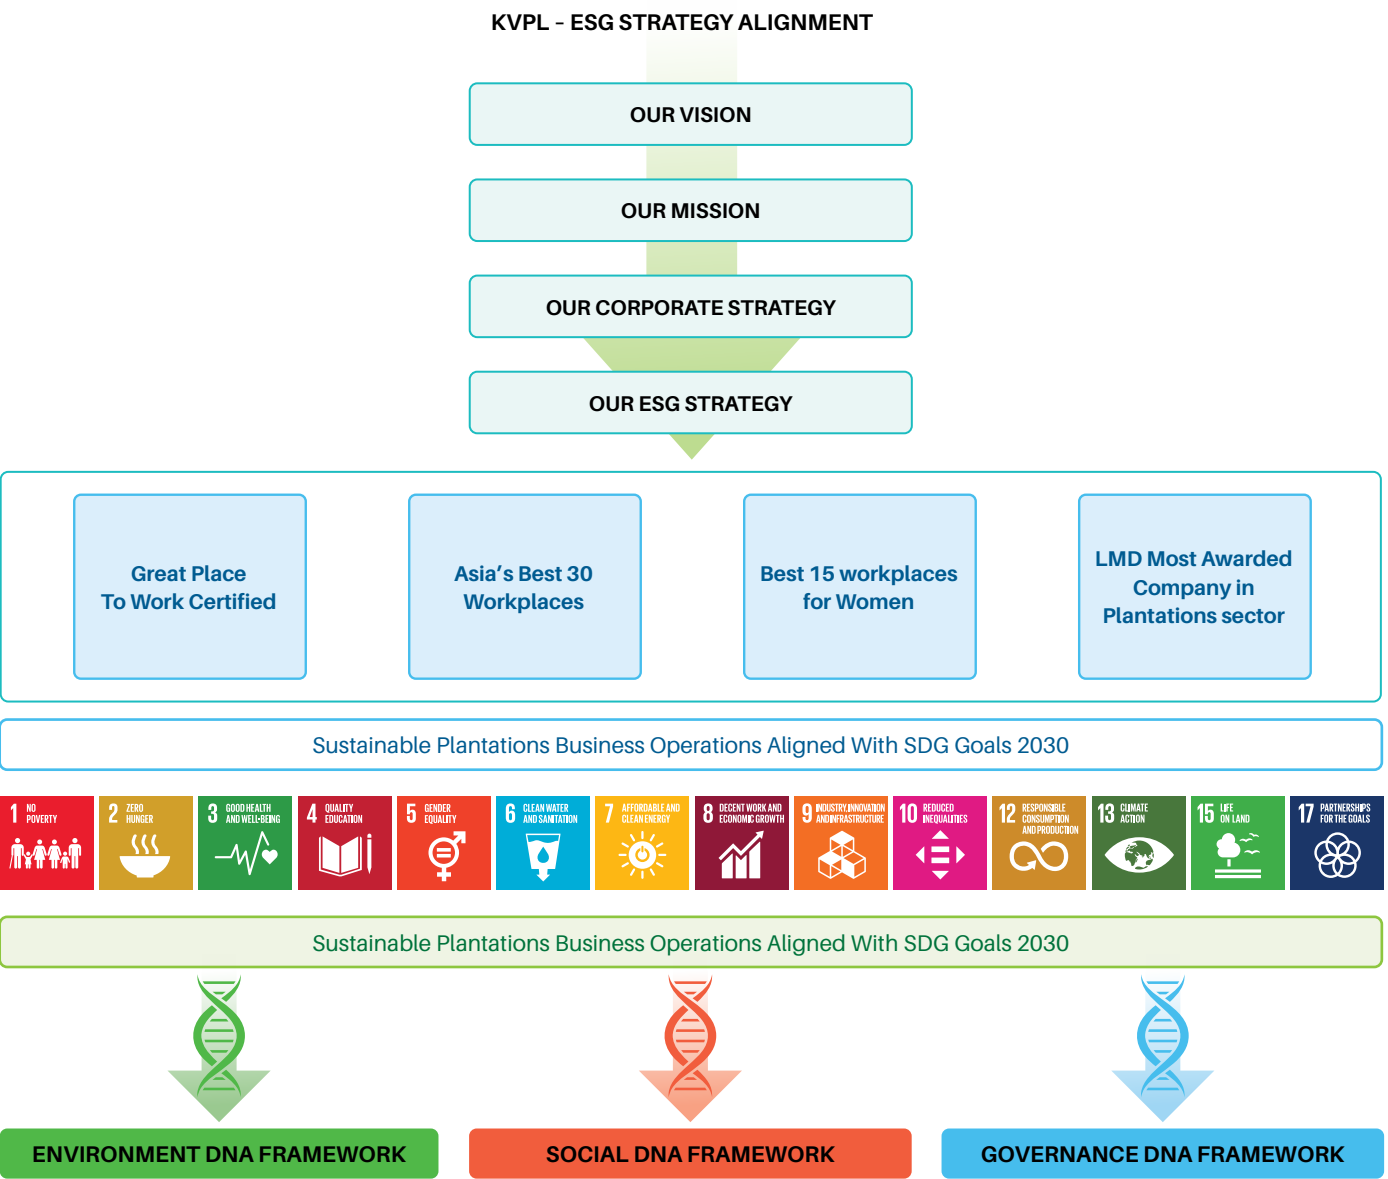 KVPL – ESG STRATEGY ALIGNMENT
OUR VISION
OUR MISSION
OUR CORPORATE STRATEGY
OUR ESG STRATEGY
Great Place
To Work Certified
Asia's Best 30
Workplaces
Best 15 workplaces
for Women
LMD Most Awarded
Company in
Plantations sector
Sustainable Plantations Business Operations Aligned With SDG Goals 2030
1 NO
POVERTY
2 ZERO
HUNGER
3 GOOD HEALTH
AND WELL-BEING
4 QUALITY
EDUCATION
5 GENDER
EQUALITY
6 CLEAN WATER
AND SANITATION
7 AFFORDABLE AND
CLEAN ENERGY
8 DECENT WORK AND
ECONOMIC GROWTH
9 INDUSTRY, INNOVATION
AND INFRASTRUCTURE
10 REDUCED
INEQUALITIES
12 RESPONSIBLE
CONSUMPTION
AND PRODUCTION
13 CLIMATE
ACTION
15 LIFE
ON LAND
17 PARTNERSHIPS
FOR THE GOALS
Sustainable Plantations Business Operations Aligned With SDG Goals 2030
ENVIRONMENT DNA FRAMEWORK
SOCIAL DNA FRAMEWORK
GOVERNANCE DNA FRAMEWORK